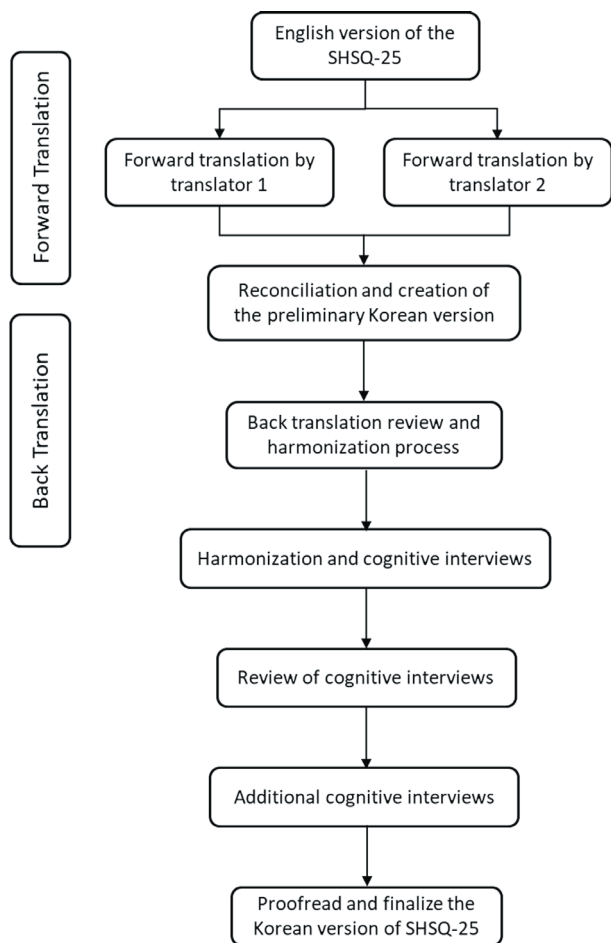 English version of the
SHSQ-25
Forward Translation
Forward translation by
translator 1
Forward translation by
translator 2
Reconciliation and creation of
the preliminary Korean version
Back Translation
Back translation review and
harmonization process
Harmonization and cognitive interviews
Review of cognitive interviews
Additional cognitive interviews
Proofread and finalize the
Korean version of SHSQ-25